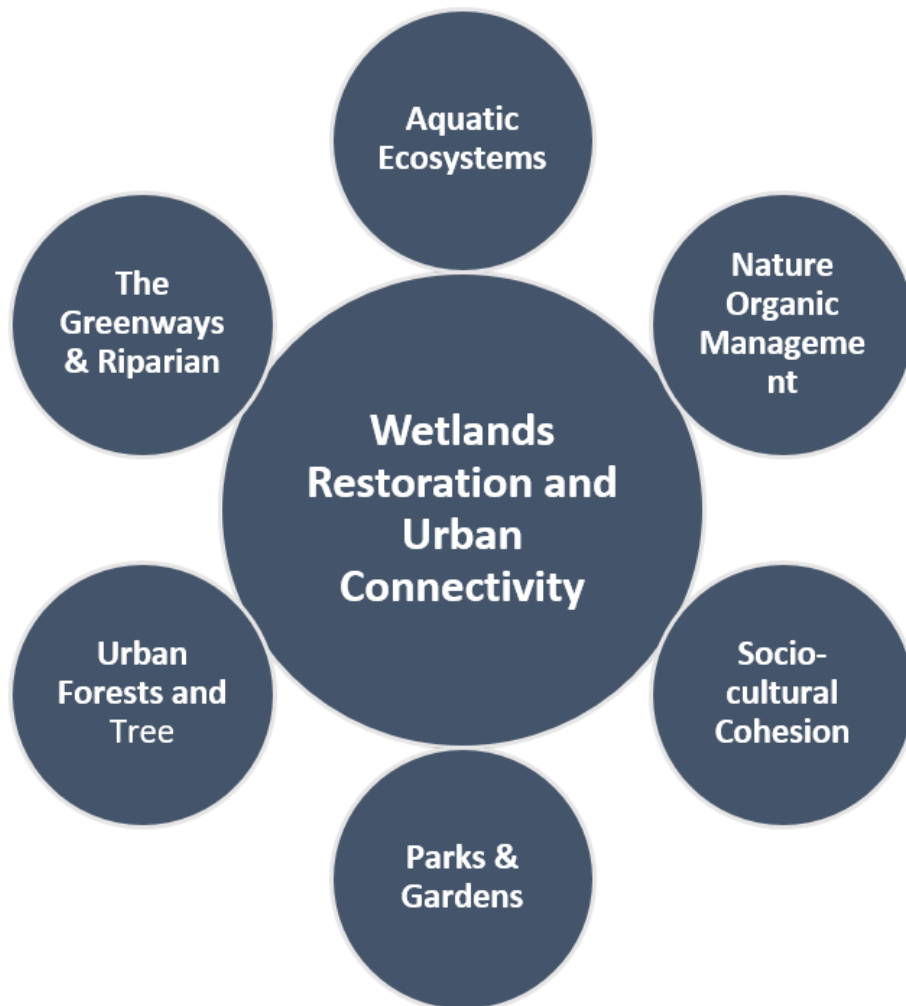 Aquatic
Ecosystems
Nature
Organic
Manageme
nt
Socio-
cultural
Cohesion
Parks &
Gardens
Urban
Forests and
Tree
The
Greenways
& Riparian
Wetlands
Restoration and
Urban
Connectivity